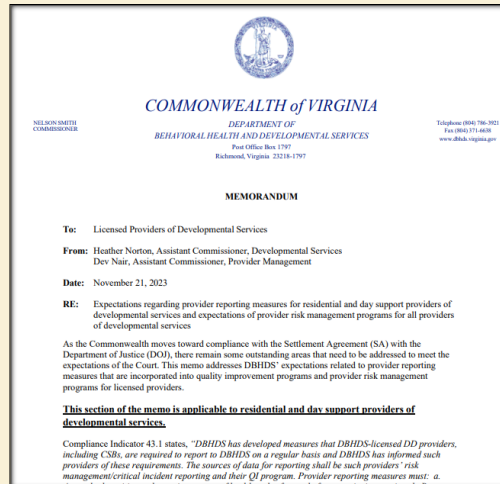 COMMONWEALTH of VIRGINIA
NELSON SMITH
COMMISSIONER
DEPARTMENT OF
BEHAVIORAL HEALTH AND DEVELOPMENTAL SERVICES
Post Office Box 1797
Richmond, Virginia 23218-1797
Telephone (804) 786-3921
Fax (804) 371-6638
www.dbhds.virginia.gov
MEMORANDUM
To: Licensed Providers of Developmental Services
From: Heather Norton, Assistant Commissioner, Developmental Services
Dev Nair, Assistant Commissioner, Provider Management
Date: November 21, 2023
RE: Expectations regarding provider reporting measures for residential and day support providers of
developmental services and expectations of provider risk management programs for all providers
of developmental services
As the Commonwealth moves toward compliance with the Settlement Agreement (SA) with the
Department of Justice (DOJ), there remain some outstanding areas that need to be addressed to meet the
expectations of the Court. This memo addresses DBHDS' expectations related to provider reporting
measures that are incorporated into quality improvement programs and provider risk management
programs for licensed providers.
This section of the memo is applicable to residential and day support providers of
developmental services.
Compliance Indicator 43.1 states, "DBHDS has developed measures that DBHDS-licensed DD providers,
including CSBs, are required to report to DBHDS on a regular basis and DBHDS has informed such
providers of these requirements. The sources of data for reporting shall be such providers' risk
management/critical incident reporting and their QI program. Provider reporting measures must: a.